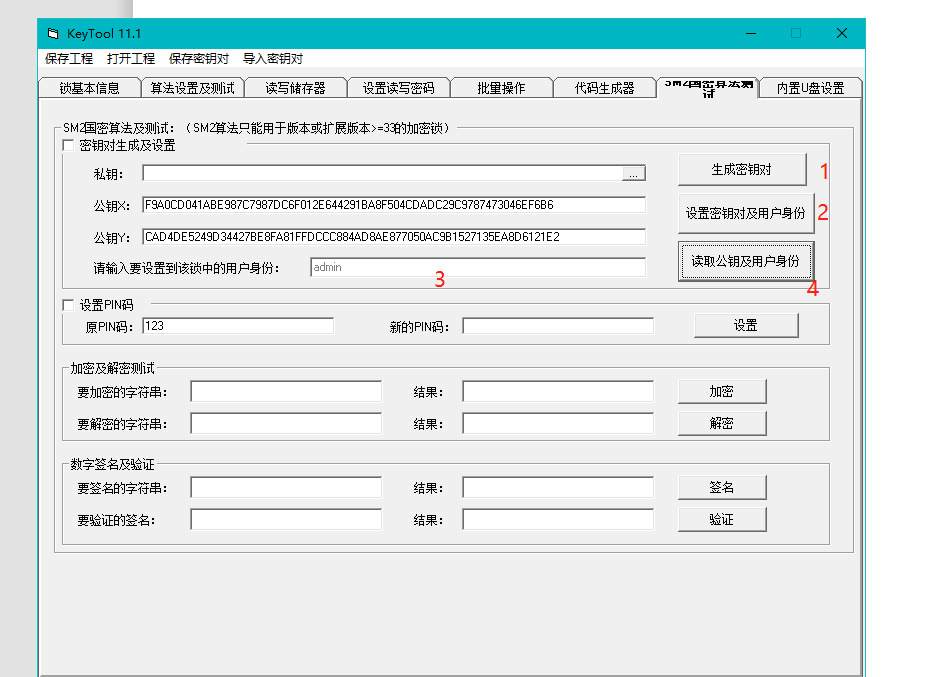 KeyTool 11.1
保存工程 打开工程 保存密钥对 导入密钥对
锁基本信息 算法设置及测试 读写储存器 设置读写密码 批量操作 代码生成器 SM2国密算法测试 内置U盘设置
SM2国密算法及测试：（SM2算法只能用于版本或扩展版本>=33的加密锁）
密钥对生成及设置
私钥： ... 生成密钥对 1
公钥X： F9A0CD041ABE987C7987DC6F012E644291BA8F504CDADC29C9787473046EF6B6 设置密钥对及用户身份 2
公钥Y： CAD4DE5249D34427BE8FA81FFDCCC884AD8AE877050AC9B1527135EA8D6121E2
请输入要设置到该锁中的用户身份： admin 读取公钥及用户身份
3 4
设置PIN码
原PIN码： 123 新的PIN码： 设置
加密及解密测试
要加密的字符串： 结果： 加密
要解密的字符串： 结果： 解密
数字签名及验证
要签名的字符串： 结果： 签名
要验证的签名： 结果： 验证